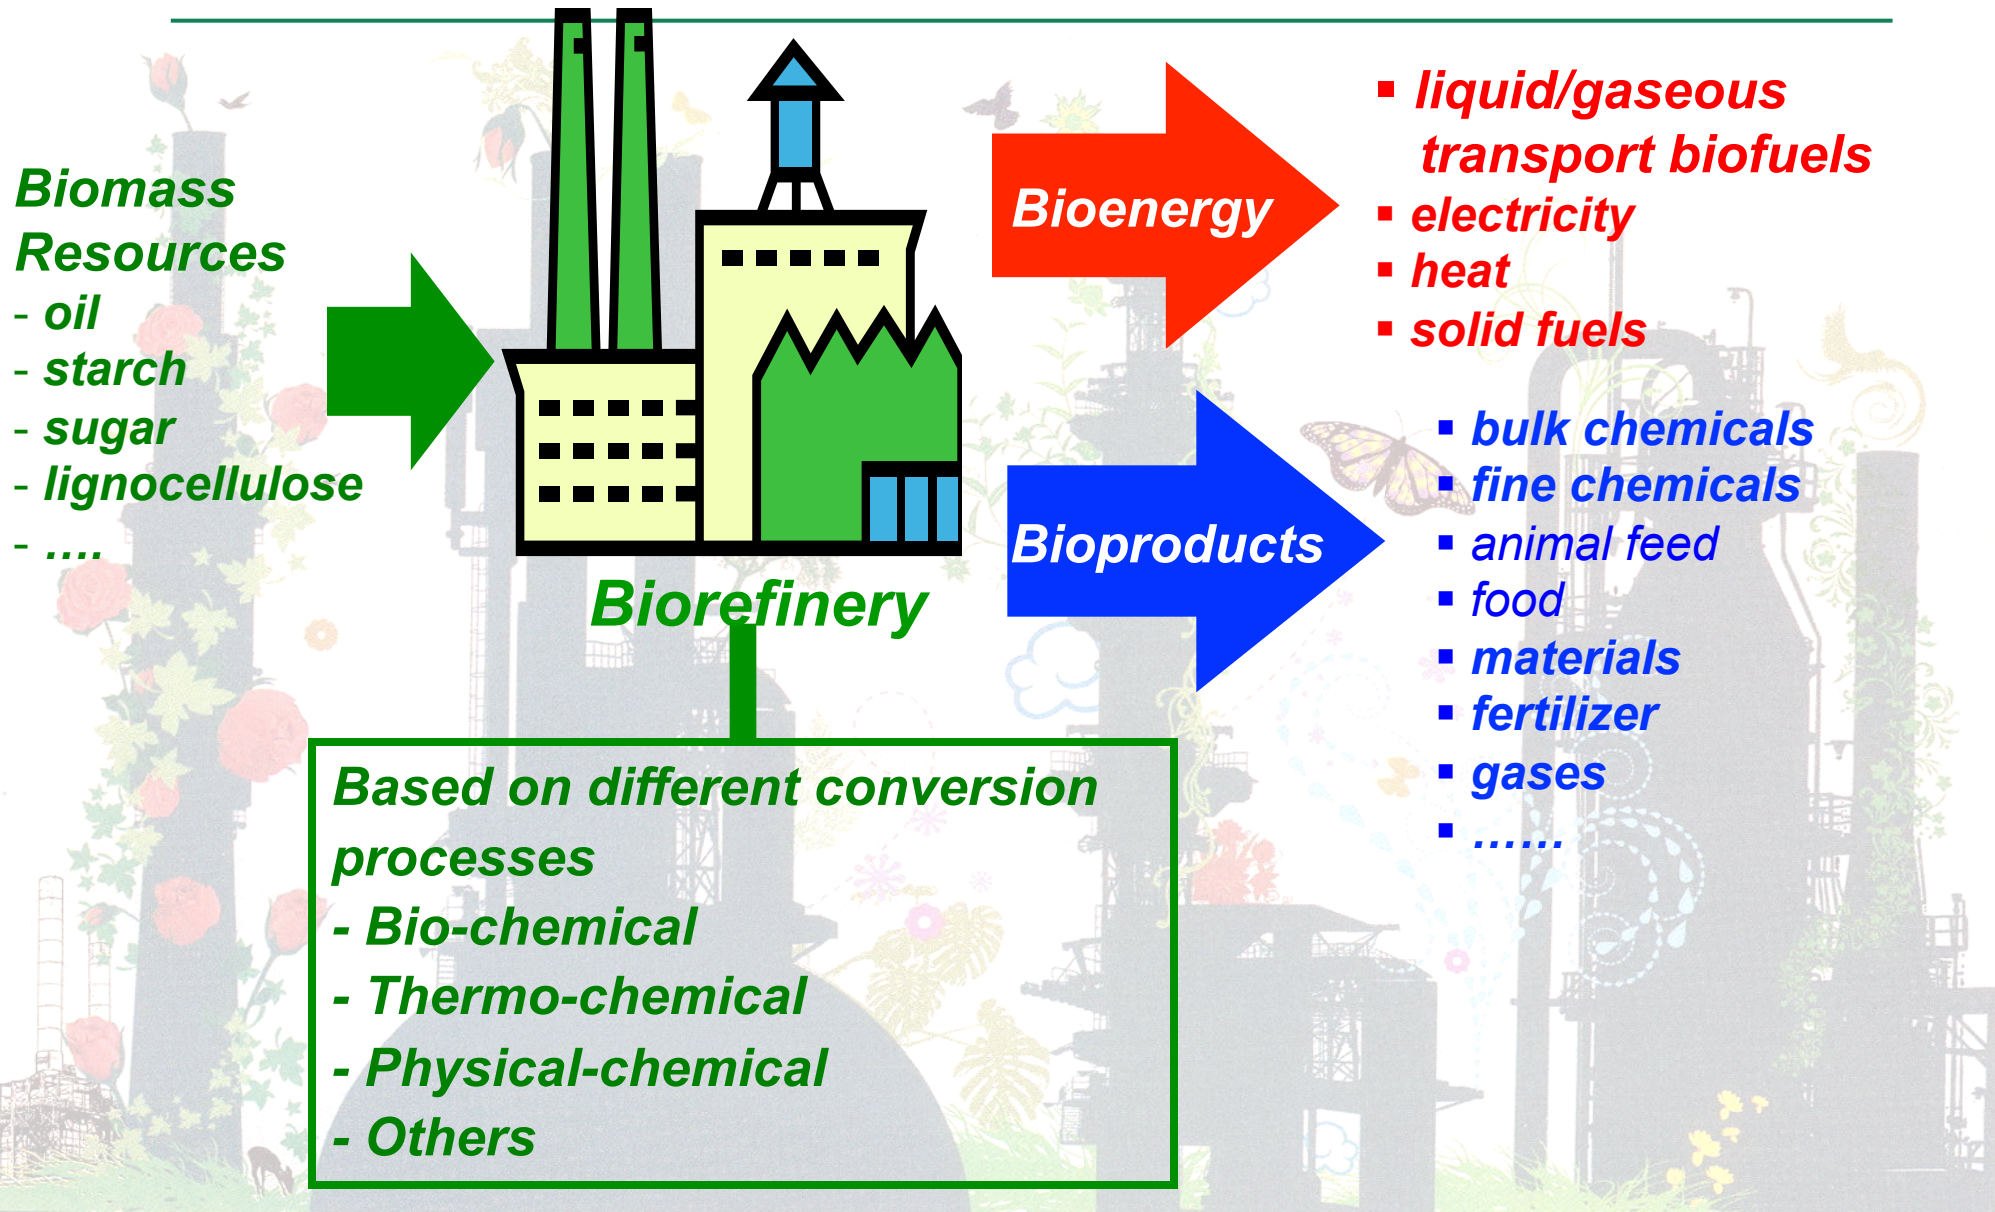 Biomass
Resources
- oil
- starch
- sugar
- lignocellulose
- ....
Biorefinery
Based on different conversion
processes
- Bio-chemical
- Thermo-chemical
- Physical-chemical
- Others
Bioenergy
▪ liquid/gaseous
transport biofuels
▪ electricity
▪ heat
▪ solid fuels
Bioproducts
▪ bulk chemicals
▪ fine chemicals
▪ animal feed
▪ food
▪ materials
▪ fertilizer
▪ gases
▪ ......